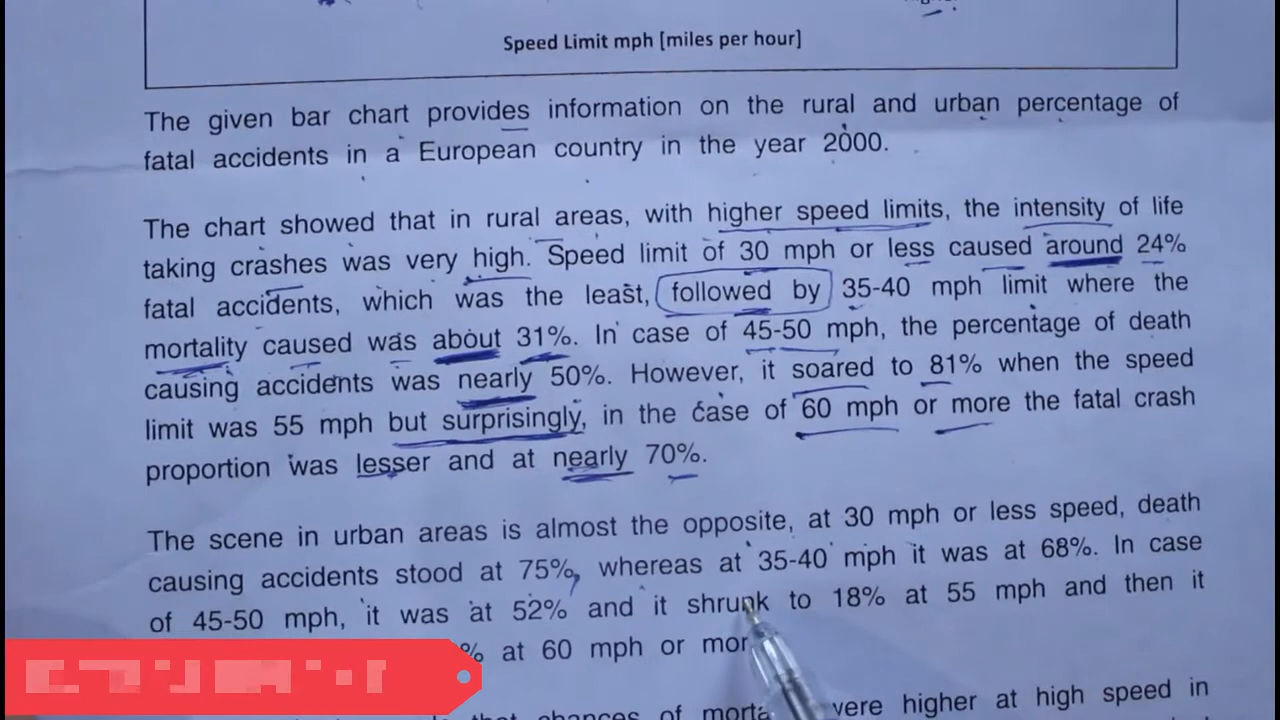 Speed Limit mph [miles per hour]
The given bar chart provides information on the rural and urban percentage of
fatal accidents in a European country in the year 2000.
The chart showed that in rural areas, with higher speed limits, the intensity of life
taking crashes was very high. Speed limit of 30 mph or less caused around 24%
fatal accidents, which was the least, followed by 35-40 mph limit where the
mortality caused was about 31%. In case of 45-50 mph, the percentage of death
causing accidents was nearly 50%. However, it soared to 81% when the speed
limit was 55 mph but surprisingly, in the case of 60 mph or more the fatal crash
proportion was lesser and at nearly 70%.
The scene in urban areas is almost the opposite, at 30 mph or less speed, death
causing accidents stood at 75%, whereas at 35-40 mph it was at 68%. In case
of 45-50 mph, it was at 52% and it shrunk to 18% at 55 mph and then it
% at 60 mph or mor
that chances of morta were higher at high speed in